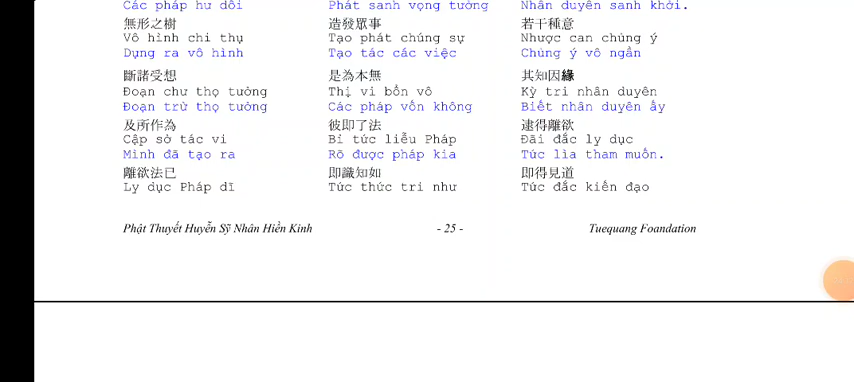 Các pháp hư dối Phát sanh vọng tưởng Nhân duyên sanh khởi.
無形之樹 造發眾事 若干種意
Vô hình chi thụ Tạo phát chúng sự Nhược can chủng ý
Dựng ra vô hình Tạo tác các việc Chủng ý vô ngần
斷諸受想 是為本無 其知因緣
Đoạn chư thọ tưởng Thị vi bổn vô Kỳ tri nhân duyên
Đoạn trừ thọ tưởng Các pháp vốn không Biết nhân duyên ấy
及所作為 彼即了法 逮得離欲
Cập sở tác vi Bỉ tức liễu Pháp Đãi đắc ly dục
Mình đã tạo ra Rõ được pháp kia Tức lìa tham muốn.
離欲法已 即識知如 即得見道
Ly dục Pháp dĩ Tức thức tri như Tức đắc kiến đạo
Phật Thuyết Huyễn Sỹ Nhân Hiền Kinh - 25 - Tuequang Foandation